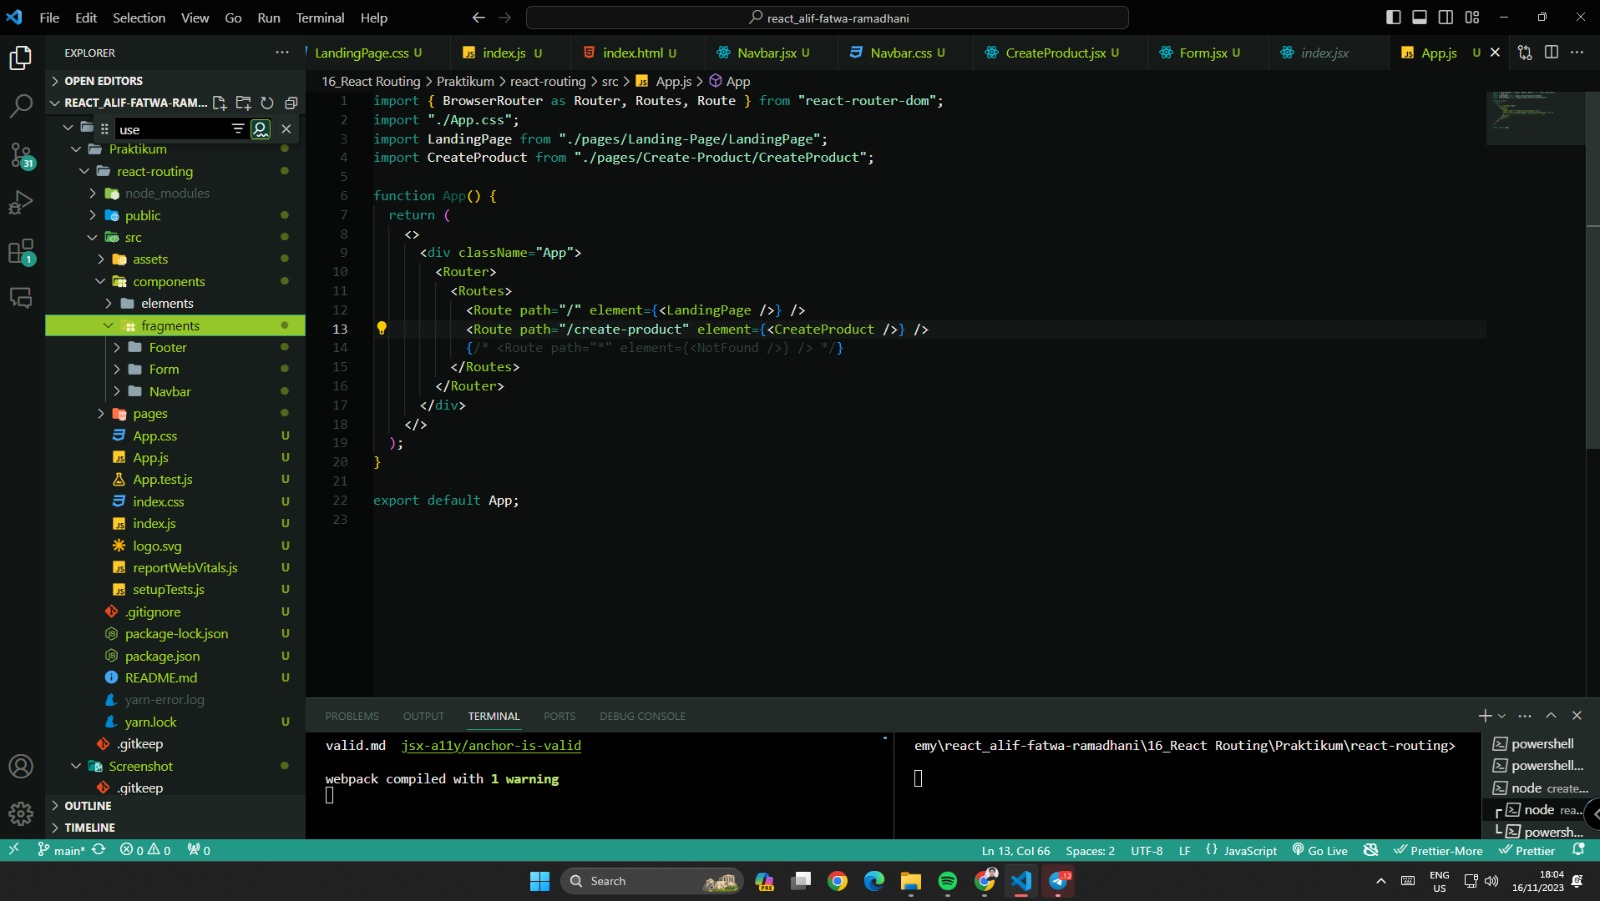 File Edit Selection View Go Run Terminal Help
react_alif-fatwa-ramadhani
EXPLORER
OPEN EDITORS
REACT_ALIF-FATWA-RAM...
use
Praktikum
react-routing
node_modules
public
src
assets
components
elements
fragments
Footer
Form
Navbar
pages
App.css U
App.js U
App.test.js U
index.css U
index.js U
logo.svg U
reportWebVitals.js U
setupTests.js U
.gitignore U
package-lock.json U
package.json U
README.md U
yarn-error.log
yarn.lock U
.gitkeep
Screenshot
.gitkeep
OUTLINE
TIMELINE
31
1
LandingPage.css U index.js U index.html U Navbar.jsx U Navbar.css U CreateProduct.jsx U Form.jsx U index.jsx App.js U
16_React Routing > Praktikum > react-routing > src > App.js > App
1 import { BrowserRouter as Router, Routes, Route } from "react-router-dom";
2 import "./App.css";
3 import LandingPage from "./pages/Landing-Page/LandingPage";
4 import CreateProduct from "./pages/Create-Product/CreateProduct";
5
6 function App() {
7 return (
8 <>
9 <div className="App">
10 <Router>
11 <Routes>
12 <Route path="/" element={<LandingPage />} />
13 <Route path="/create-product" element={<CreateProduct />} />
14 {/* <Route path="*" element={<NotFound />} /> */}
15 </Routes>
16 </Router>
17 </div>
18 </>
19 );
20 }
21
22 export default App;
23
PROBLEMS OUTPUT TERMINAL PORTS DEBUG CONSOLE
valid.md jsx-a11y/anchor-is-valid
webpack compiled with 1 warning
emy\react_alif-fatwa-ramadhani\16_React Routing\Praktikum\react-routing>
powershell
powershell...
node create...
node rea...
powersh...
main* 0 0 0 Ln 13, Col 66 Spaces: 2 UTF-8 LF {} JavaScript Go Live Prettier-More Prettier
Search
PRE
12
ENG
US
18:04
16/11/2023